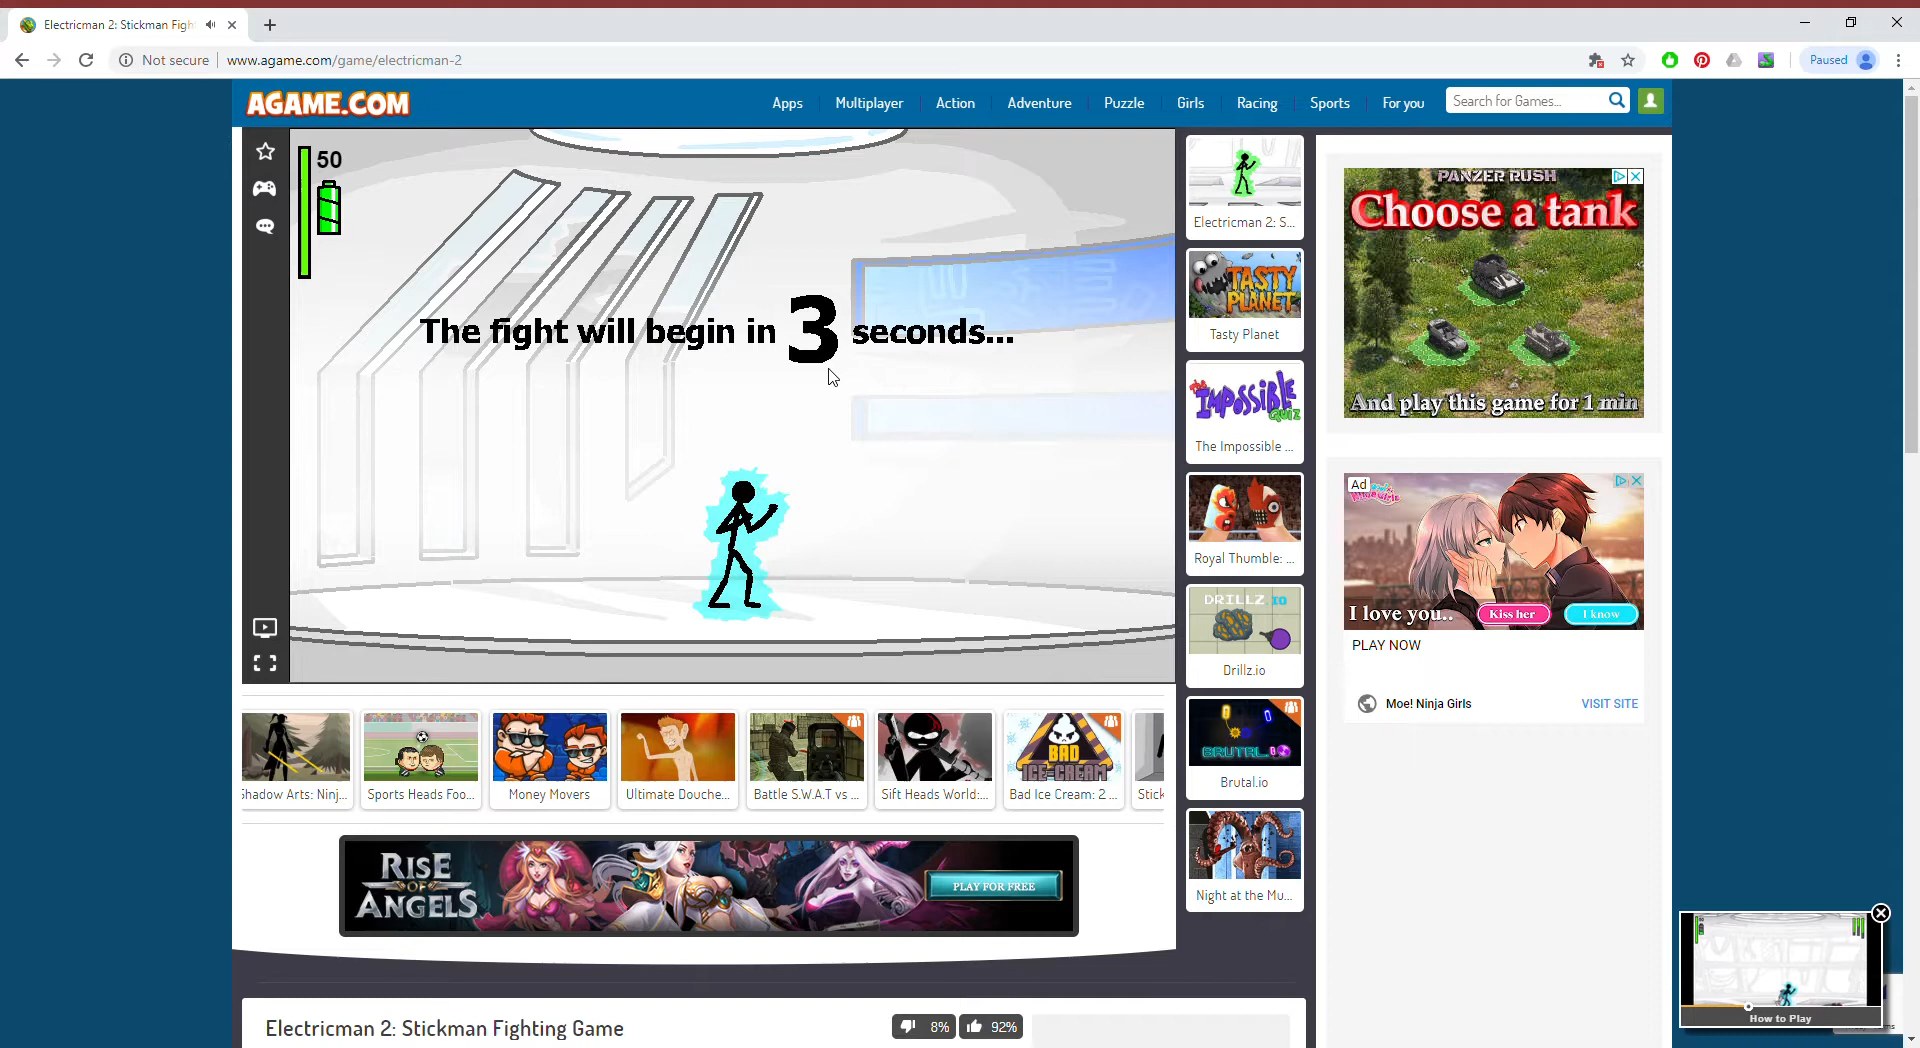 Electricman 2: Stickman Figh
Not secure
www.agame.com/game/electricman-2
Paused
AGAME.COM
Apps
Multiplayer
Action
Adventure
Puzzle
Girls
Racing
Sports
For you
Search for Games...
50
The fight will begin in 3 seconds...
Electricman 2: S...
TASTY PLANET
Tasty Planet
The IMPOSSIBLE QUIZ
The Impossible ...
Royal Thumble: ...
DRILLZ.IO
Drillz.io
BRUTAL.IO
Brutal.io
Night at the Mu...
PANZER RUSH
Choose a tank
And play this game for 1 min
Ad
I love you..
Kiss her
I know
PLAY NOW
Moe! Ninja Girls
VISIT SITE
Shadow Arts: Ninj...
Sports Heads Foo...
Money Movers
Ultimate Douche...
Battle S.W.A.T vs ...
Sift Heads World:...
BAD ICE-CREAM
Bad Ice Cream: 2 ...
Stick
RISE OF ANGELS
PLAY FOR FREE
Electricman 2: Stickman Fighting Game
8%
92%
How to Play